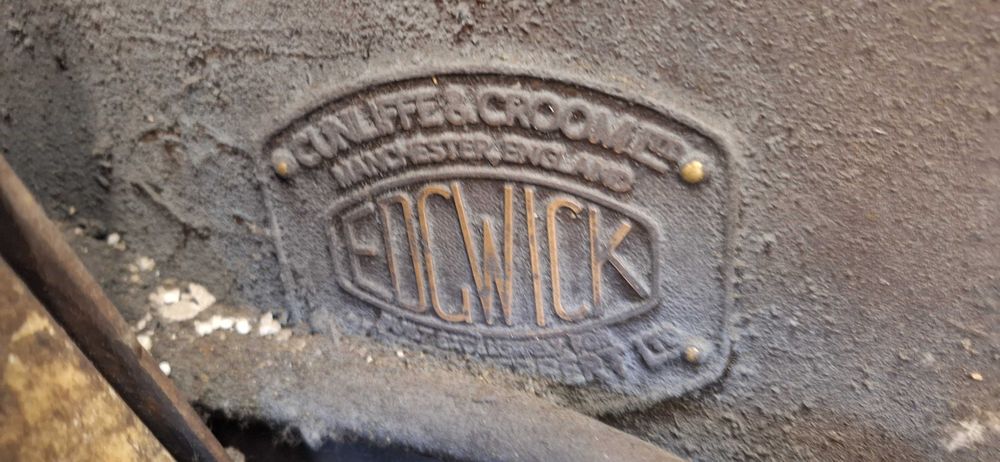 CUNLIFFE & CROOM LTD
MANCHESTER, ENGLAND
EDGWICK